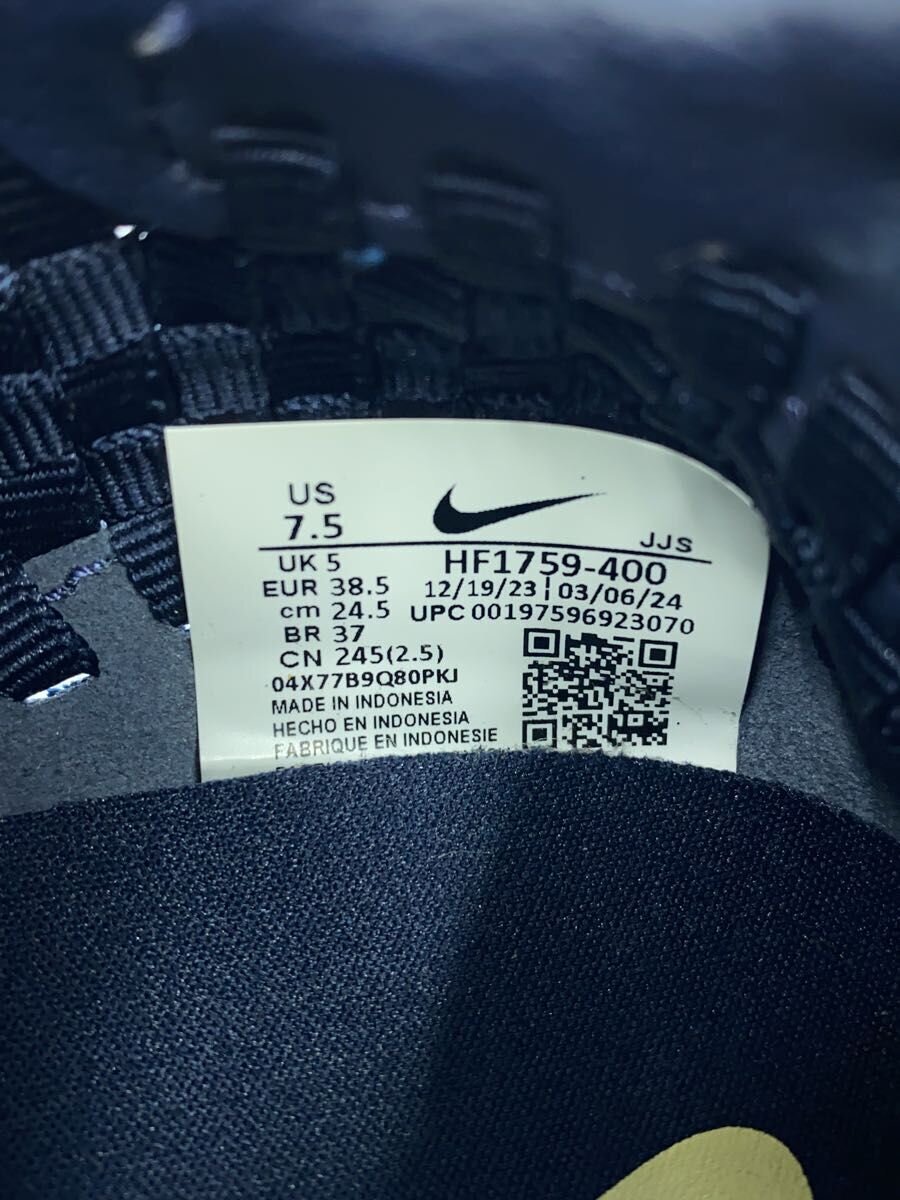 US
7.5
JJS
UK 5
HF1759-400
EUR 38.5
12/19/23 | 03/06/24
cm 24.5
UPC 00197596923070
BR 37
CN 245(2.5)
04X77B9Q80PKJ
MADE IN INDONESIA
HECHO EN INDONESIA
FABRIQUE EN INDONESIE